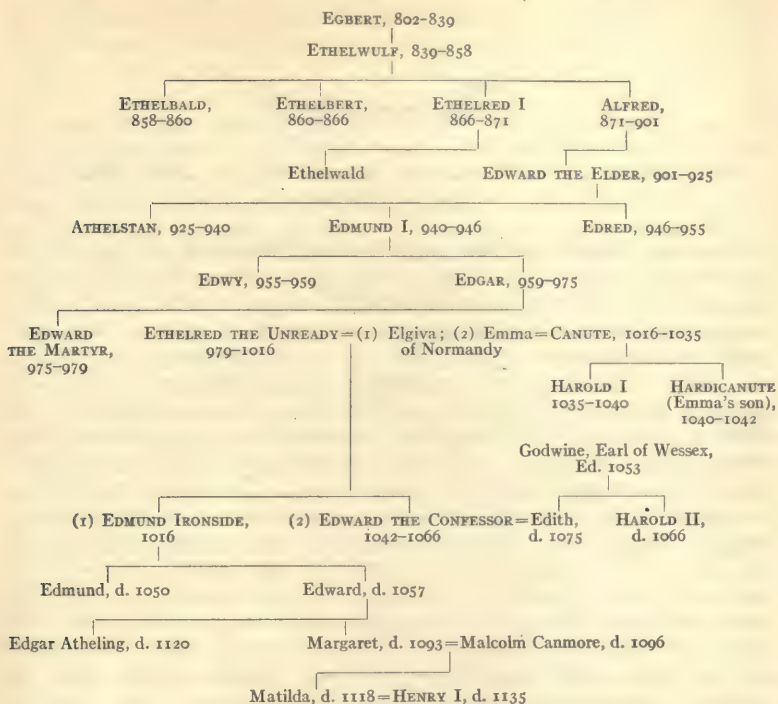 EGBERT, 802-839
ETHELWULF, 839-858
ETHELBALD, ETHELBERT, ETHELRED I ALFRED,
858-860 860-866 866-871 871-901
Ethelwald EDWARD THE ELDER, 901-925
ATHELSTAN, 925-940 EDMUND I, 940-946 EDRED, 946-955
EDWY, 955-959 EDGAR, 959-975
EDWARD ETHELRED THE UNREADY=(1) Elgiva; (2) Emma=CANUTE, 1016-1035
THE MARTYR, 979-1016 of Normandy
975-979
HAROLD I HARDICANUTE
1035-1040 (Emma's son),
1040-1042
Godwine, Earl of Wessex,
Ed. 1053
(1) EDMUND IRONSIDE, (2) EDWARD THE CONFESSOR=Edith, HAROLD II,
1016 1042-1066 d. 1075 d. 1066
Edmund, d. 1050 Edward, d. 1057
Edgar Atheling, d. 1120 Margaret, d. 1093=Malcolm Canmore, d. 1096
Matilda, d. 1118=HENRY I, d. 1135